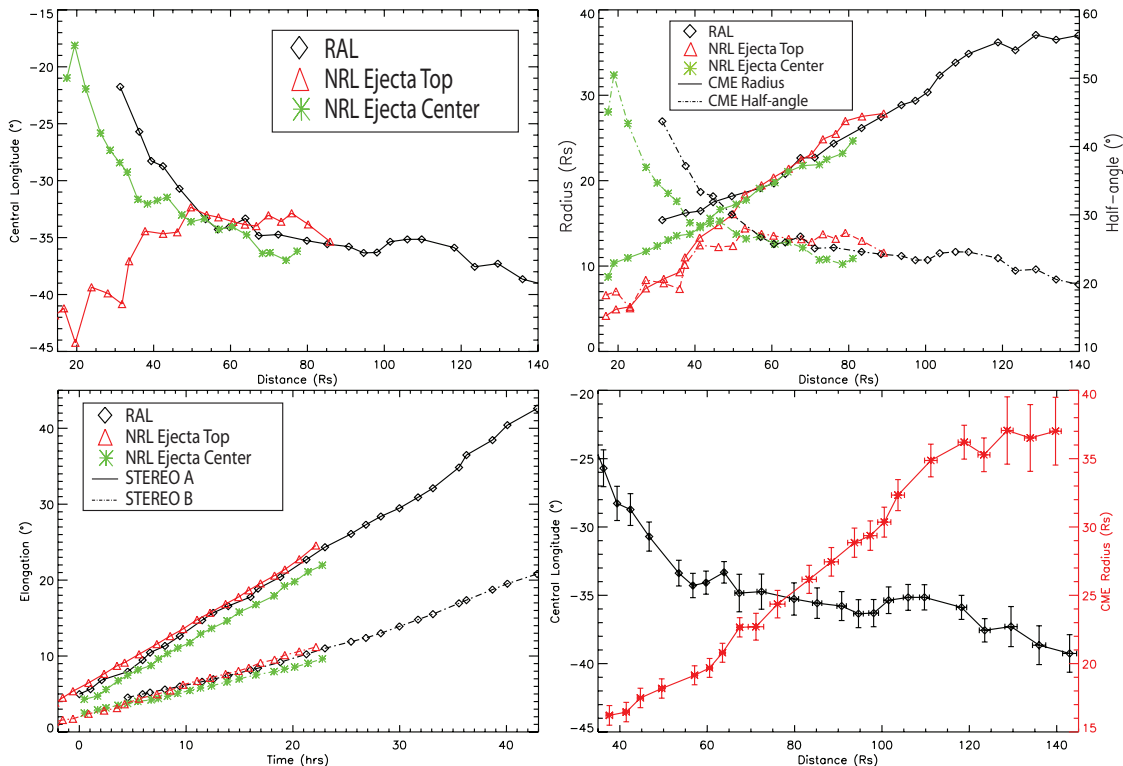 -15
-20
-25
-30
-35
-40
-45
Central Longitude (°)
RAL
NRL Ejecta Top
NRL Ejecta Center
20 40 60 80 100 120 140
Distance (Rs)
40
30
20
10
0
Radius (Rs)
RAL
NRL Ejecta Top
NRL Ejecta Center
CME Radius
CME Half-angle
60
50
40
30
20
10
Half-angle (°)
20 40 60 80 100 120 140
Distance (Rs)
40
30
20
10
0
Elongation (°)
RAL
NRL Ejecta Top
NRL Ejecta Center
STEREO A
STEREO B
0 10 20 30 40
Time (hrs)
-20
-25
-30
-35
-40
-45
Central Longitude (°)
40
35
30
25
20
15
CME Radius (Rs)
40 60 80 100 120 140
Distance (Rs)